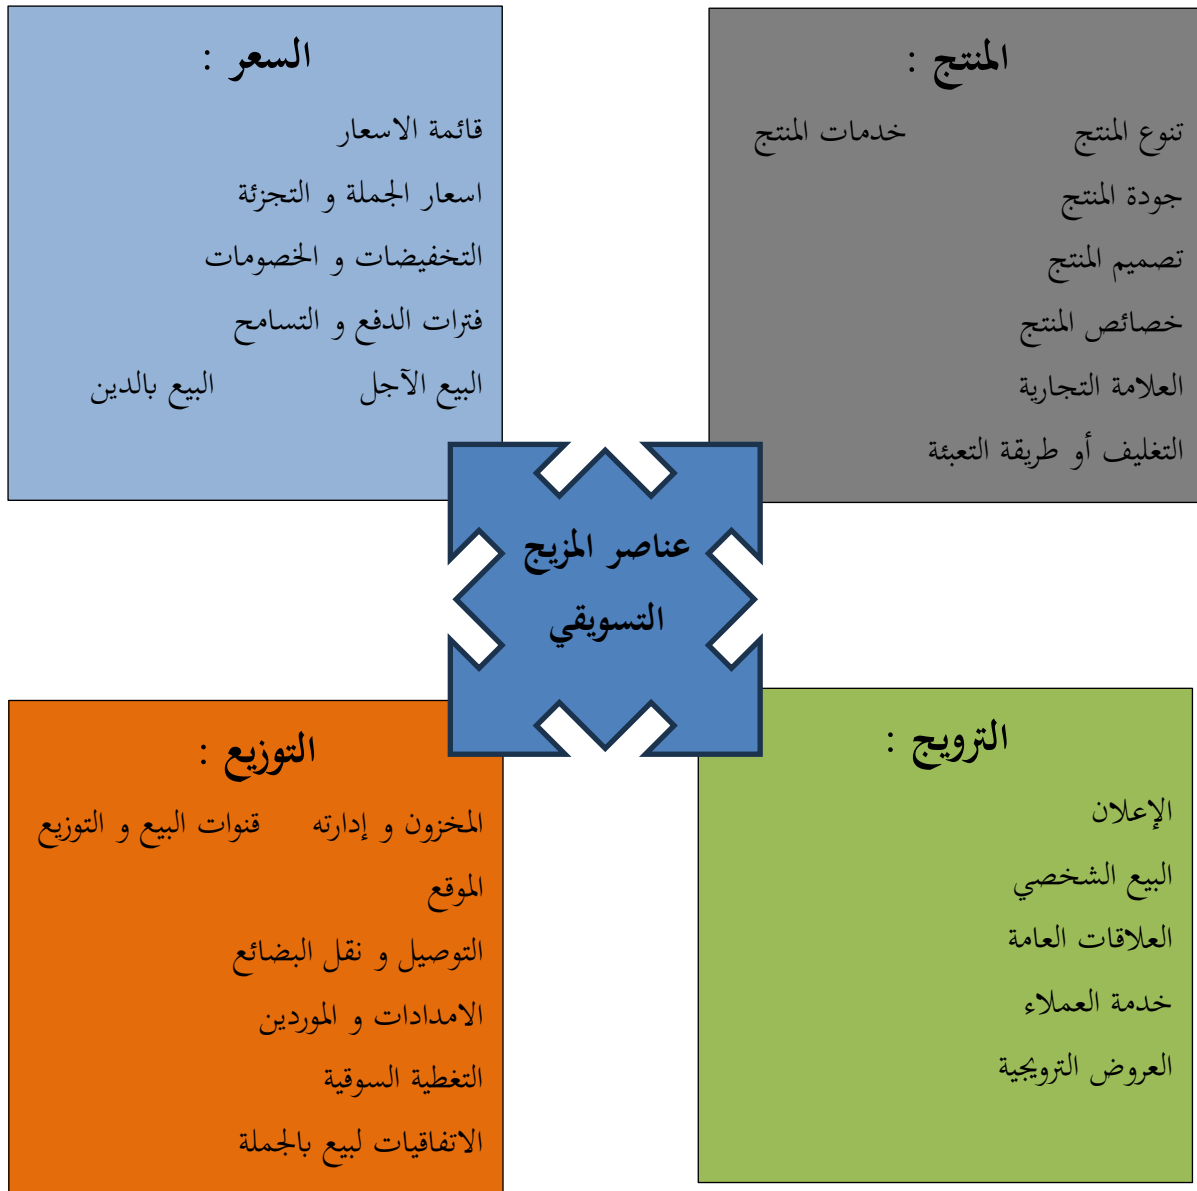 المنتج :
تنوع المنتج خدمات المنتج
جودة المنتج
تصميم المنتج
خصائص المنتج
العلامة التجارية
التغليف أو طريقة التعبئة
السعر :
قائمة الاسعار
اسعار الجملة و التجزئة
التخفيضات و الخصومات
فترات الدفع و التسامح
البيع الآجل البيع بالدين
عناصر المزيج
التسويقي
الترويج :
الإعلان
البيع الشخصي
العلاقات العامة
خدمة العملاء
العروض الترويجية
التوزيع :
المخزون و إدارته قنوات البيع و التوزيع
الموقع
التوصيل و نقل البضائع
الامدادات و الموردين
التغطية السوقية
الاتفاقيات لبيع بالجملة